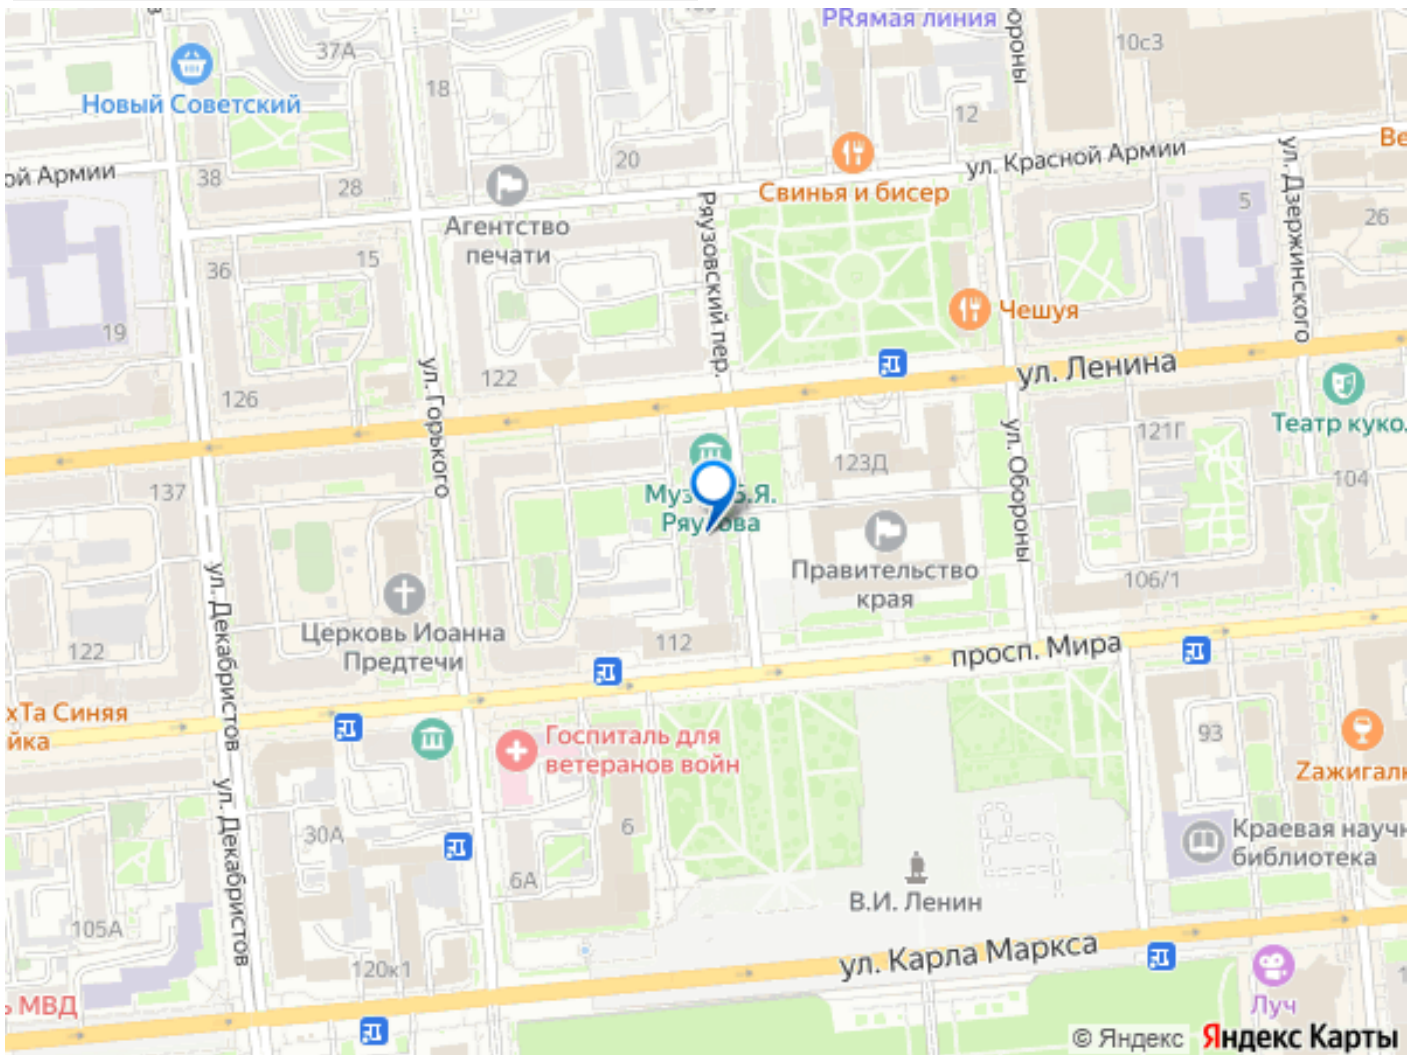 PRямая линия
37А
10с3
Новый Советский
18
12
ороны
20
Свинья и бисер
ул. Красной Армии
Ве
ой Армии
38
28
Агентство
печати
Ряузовский пер.
5
26
ул. Дзержинского
36
15
19
Чешуя
ул. Ленина
122
126
ул. Горького
Театр куко
121Г
ул. Обороны
123Д
104
137
Ряузова
Правительство
края
106/1
ул. Декабристов
Церковь Иоанна
Предтечи
122
112
просп. Мира
хТа Синяя
йка
Госпиталь для
ветеранов войн
93
Zажигалк
ул. Декабристов
30А
6
6А
Краевая научн
библиотека
В.И. Ленин
105А
120к1
ул. Карла Маркса
ь МВД
Луч
© Яндекс Яндекс Карты